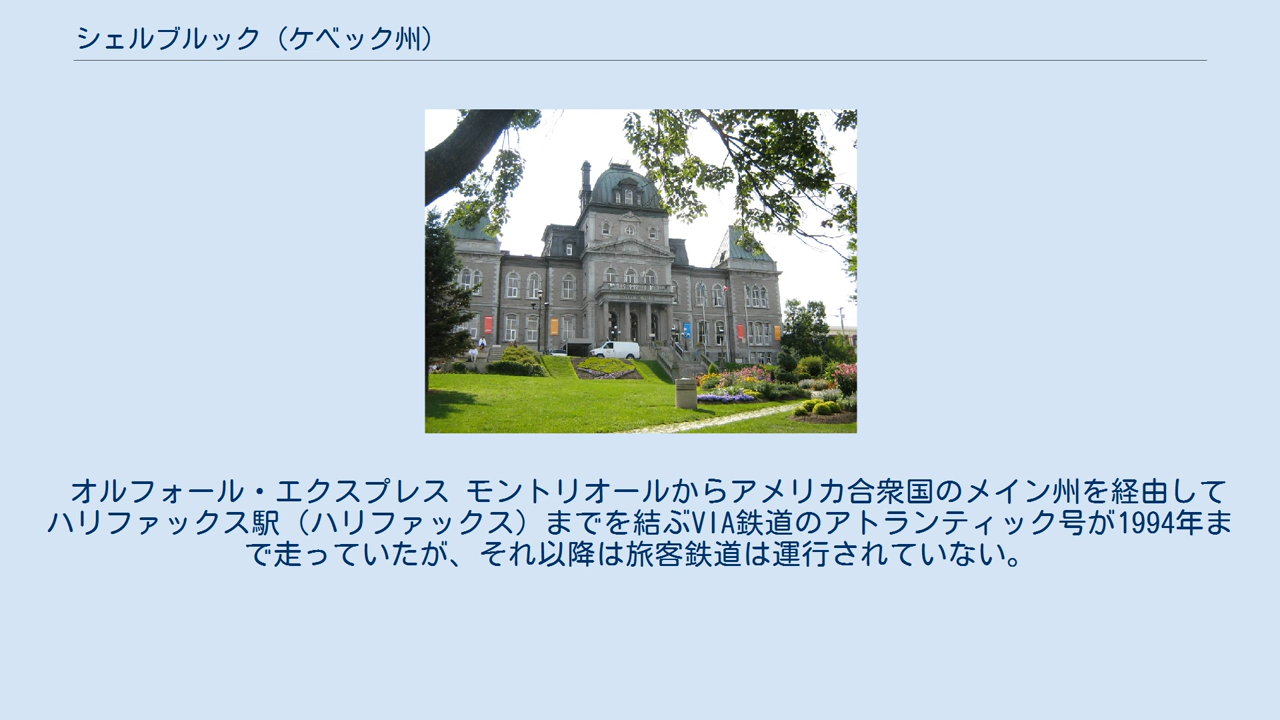 シェルブルック（ケベック州）
オルフォール・エクスプレス モントリオールからアメリカ合衆国のメイン州を経由して
ハリファックス駅（ハリファックス）までを結ぶVIA鉄道のアトランティック号が1994年ま
で走っていたが、それ以降は旅客鉄道は運行されていない。